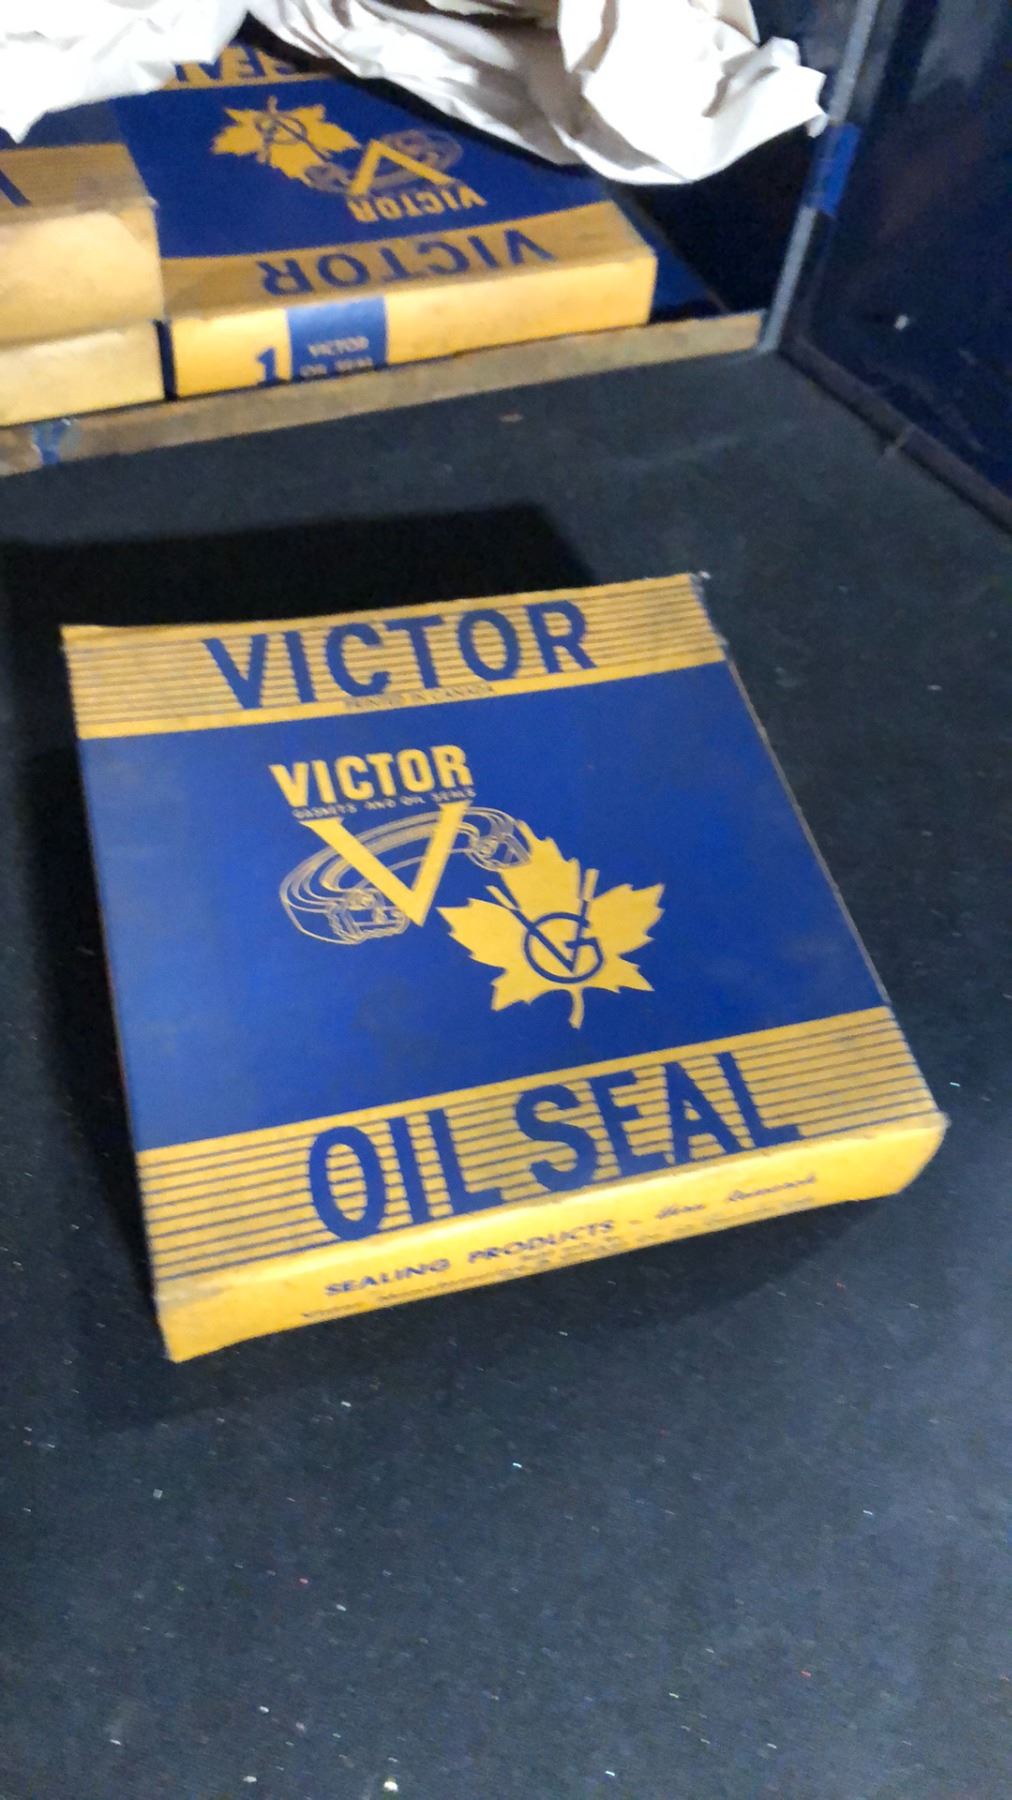 VICTOR
VICTOR
1
VICTOR
OIL SEAL
VICTOR
PRINTED IN CANADA
VICTOR
GASKETS AND OIL SEALS
V
VG
OIL SEAL
SEALING PRODUCTS -